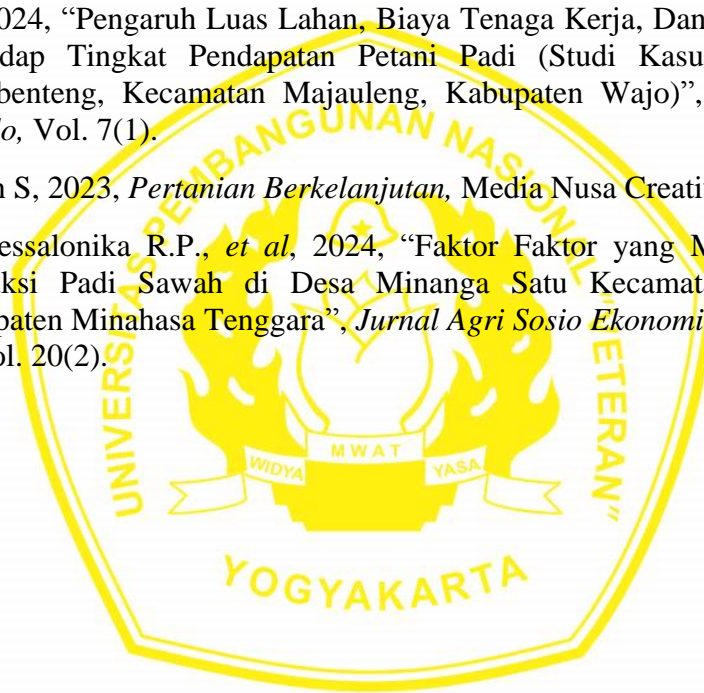 024, “Pengaruh Luas Lahan, Biaya Tenaga Kerja, Dan
dap Tingkat Pendapatan Petani Padi (Studi Kasu
benteng, Kecamatan Majauleng, Kabupaten Wajo)”,
o, Vol. 7(1).
n S, 2023, Pertanian Berkelanjutan, Media Nusa Creati
essalonika R.P., et al, 2024, “Faktor Faktor yang M
uksi Padi Sawah di Desa Minanga Satu Kecamat
paten Minahasa Tenggara”, Jurnal Agri Sosio Ekonomi
ol. 20(2).
UNIVERSITAS PEMBANGUNAN NASIONAL "VETERAN"
WIDYA MWAT YASA
YOGYAKARTA